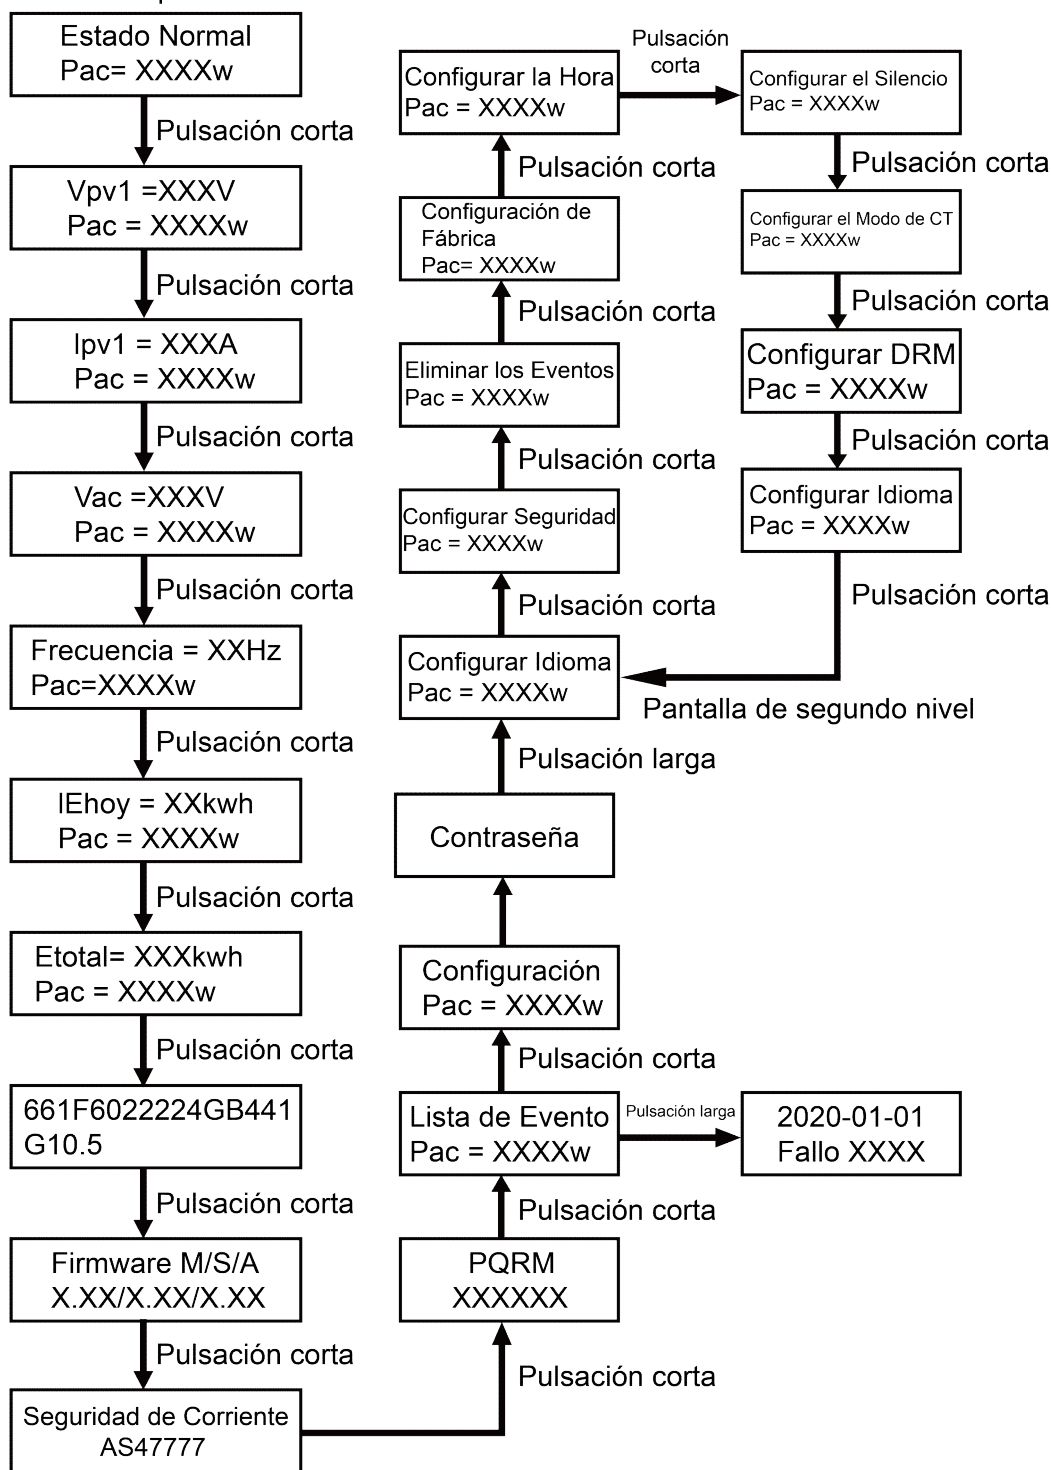 Estado Normal
Pac= XXXXw
Pulsación corta
Vpv1 =XXXV
Pac = XXXXw
Pulsación corta
Ipv1 = XXXA
Pac = XXXXw
Pulsación corta
Vac =XXXV
Pac = XXXXw
Pulsación corta
Frecuencia = XXHz
Pac=XXXXw
Pulsación corta
lEhoy = XXkwh
Pac = XXXXw
Pulsación corta
Etotal= XXXkwh
Pac = XXXXw
Pulsación corta
661F6022224GB441
G10.5
Pulsación corta
Firmware M/S/A
X.XX/X.XX/X.XX
Pulsación corta
Seguridad de Corriente
AS47777
Pulsación corta
PQRM
XXXXXX
Pulsación corta
Lista de Evento
Pac = XXXXw
Pulsación larga
2020-01-01
Fallo XXXX
Pulsación corta
Configuración
Pac = XXXXw
Contraseña
Pulsación larga
Configurar Idioma
Pac = XXXXw
Pulsación corta
Configurar Seguridad
Pac = XXXXw
Pulsación corta
Eliminar los Eventos
Pac = XXXXw
Pulsación corta
Configuración de
Fábrica
Pac= XXXXw
Pulsación corta
Configurar la Hora
Pac = XXXXw
Pulsación
corta
Configurar el Silencio
Pac = XXXXw
Pulsación corta
Configurar el Modo de CT
Pac = XXXXw
Pulsación corta
Configurar DRM
Pac = XXXXw
Pulsación corta
Configurar Idioma
Pac = XXXXw
Pulsación corta
Pantalla de segundo nivel